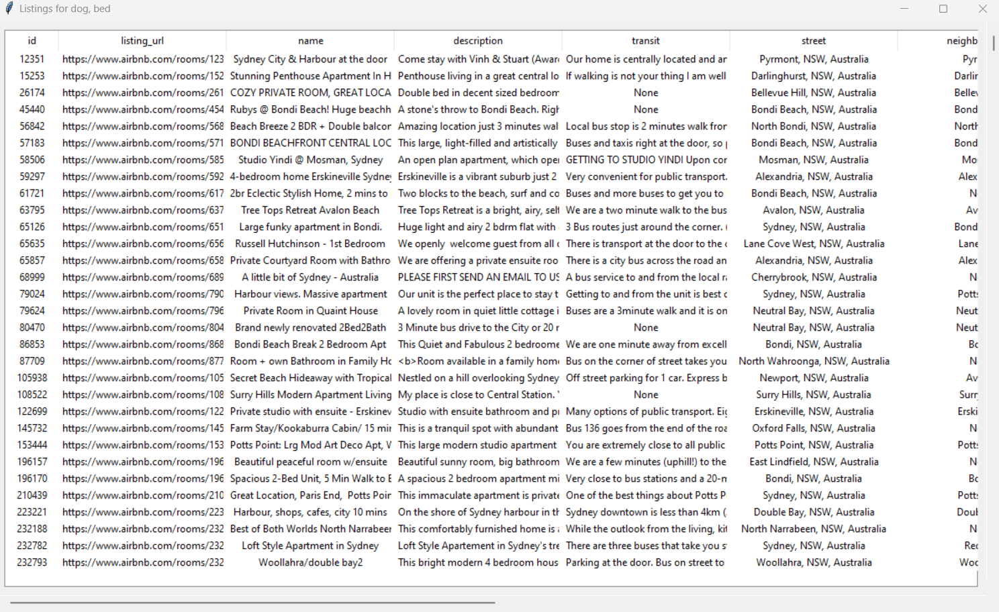 Listings for dog, bed
id listing_url name description transit street neighb
12351 https://www.airbnb.com/rooms/123 Sydney City & Harbour at the door Come stay with Vinh & Stuart (Awar Our home is centrally located and an Pyrmont, NSW, Australia Pyr
15253 https://www.airbnb.com/rooms/152 Stunning Penthouse Apartment In H Penthouse living in a great central lo If walking is not your thing I am well Darlinghurst, NSW, Australia Darlin
26174 https://www.airbnb.com/rooms/261 COZY PRIVATE ROOM, GREAT LOCA Double bed in decent sized bedroom None Bellevue Hill, NSW, Australia Bellev
45440 https://www.airbnb.com/rooms/454 Rubys @ Bondi Beach! Huge beachh A stone's throw to Bondi Beach. Righ None Bondi Beach, NSW, Australia Bond
56842 https://www.airbnb.com/rooms/568 Beach Breeze 2 BDR + Double balcon Amazing location just 3 minutes wal Local bus stop is 2 minutes walk from North Bondi, NSW, Australia North
57183 https://www.airbnb.com/rooms/571 BONDI BEACHFRONT CENTRAL LOC This large, light-filled and artistically Buses and taxis right at the door, so Bondi Beach, NSW, Australia Bond
58506 https://www.airbnb.com/rooms/585 Studio Yindi @ Mosman, Sydney An open plan apartment, which open GETTING TO STUDIO YINDI Upon con Mosman, NSW, Australia Mos
59297 https://www.airbnb.com/rooms/592 4-bedroom home Erskineville Sydney Erskineville is a vibrant suburb just 2 Very convenient for public transport. Alexandria, NSW, Australia Alex
61721 https://www.airbnb.com/rooms/617 2br Eclectic Stylish Home, 2 mins to Two blocks to the beach, surf and co Buses and more buses to get you to Bondi Beach, NSW, Australia N
63795 https://www.airbnb.com/rooms/637 Tree Tops Retreat Avalon Beach Tree Tops Retreat is a bright, airy, self We are a two minute walk to the bus Avalon, NSW, Australia Av
65126 https://www.airbnb.com/rooms/651 Large funky apartment in Bondi. Huge light and airy 2 bdrm flat with 3 Bus routes just around the corner. ( Sydney, NSW, Australia Bond
65635 https://www.airbnb.com/rooms/656 Russell Hutchinson - 1st Bedroom We openly welcome guest from all There is transport at the door to the Lane Cove West, NSW, Australia Lane
65857 https://www.airbnb.com/rooms/658 Private Courtyard Room with Bathro We are offering a private ensuite roo There is a city bus across the road an Alexandria, NSW, Australia Alex
68999 https://www.airbnb.com/rooms/689 A little bit of Sydney - Australia PLEASE FIRST SEND AN EMAIL TO US A bus service to and from the local ra Cherrybrook, NSW, Australia N
79024 https://www.airbnb.com/rooms/790 Harbour views. Massive apartment Our unit is the perfect place to stay t Getting to and from the unit is best Sydney, NSW, Australia Potts
79624 https://www.airbnb.com/rooms/796 Private Room in Quaint House A lovely room in quiet little cottage i Buses are a 3minute walk and it is on Neutral Bay, NSW, Australia Neut
80470 https://www.airbnb.com/rooms/804 Brand newly renovated 2Bed2Bath 3 Minute bus drive to the City or 20 None Neutral Bay, NSW, Australia Neut
86853 https://www.airbnb.com/rooms/868 Bondi Beach Break 2 Bedroom Apt This Quiet and Fabulous 2 bedroome We are one minute away from excell Bondi, NSW, Australia Bo
87709 https://www.airbnb.com/rooms/877 Room + own Bathroom in Family Ho <b>Room available in a family home Bus on the corner of street takes you North Wahroonga, NSW, Australia N
105938 https://www.airbnb.com/rooms/105 Secret Beach Hideaway with Tropical Nestled on a hill overlooking Sydney Off street parking for 1 car. Express b Newport, NSW, Australia Av
108522 https://www.airbnb.com/rooms/108 Surry Hills Modern Apartment Living My place is close to Central Station. None Surry Hills, NSW, Australia Surry
122699 https://www.airbnb.com/rooms/122 Private studio with ensuite - Erskinev Studio with ensuite bathroom and pr Many options of public transport. Eig Erskineville, NSW, Australia Erski
145732 https://www.airbnb.com/rooms/145 Farm Stay/Kookaburra Cabin/ 15 min This is a tranquil spot with abundant Bus 136 goes from the end of the roa Oxford Falls, NSW, Australia N
153444 https://www.airbnb.com/rooms/153 Potts Point: Lrg Mod Art Deco Apt, W This large modern studio apartment You are extremely close to all public Potts Point, NSW, Australia Potts
196157 https://www.airbnb.com/rooms/196 Beautiful peaceful room w/ensuite Beautiful sunny room, big bathroom We are a few minutes (uphill!) to the East Lindfield, NSW, Australia N
196170 https://www.airbnb.com/rooms/196 Spacious 2-Bed Unit, 5 Min Walk to B A spacious 2 bedroom apartment mi Very close to bus stations and a 20-m Bondi, NSW, Australia Bo
210439 https://www.airbnb.com/rooms/210 Great Location, Paris End, Potts Poin This immaculate apartment is private One of the best things about Potts P Sydney, NSW, Australia Potts
223221 https://www.airbnb.com/rooms/223 Harbour, shops, cafes, city 10 mins On the shore of Sydney harbour in th Sydney downtown is less than 4km ( Double Bay, NSW, Australia Doub
232188 https://www.airbnb.com/rooms/232 Best of Both Worlds North Narrabeen This comfortably furnished home is While the outlook from the living, kit North Narrabeen, NSW, Australia N
232782 https://www.airbnb.com/rooms/232 Loft Style Apartment in Sydney Loft Style Apartement in Sydney's tre There are three buses that take you s Sydney, NSW, Australia Red
232793 https://www.airbnb.com/rooms/232 Woollahra/double bay2 This bright modern 4 bedroom hous Parking at the door. Bus on street to Woollahra, NSW, Australia Woo